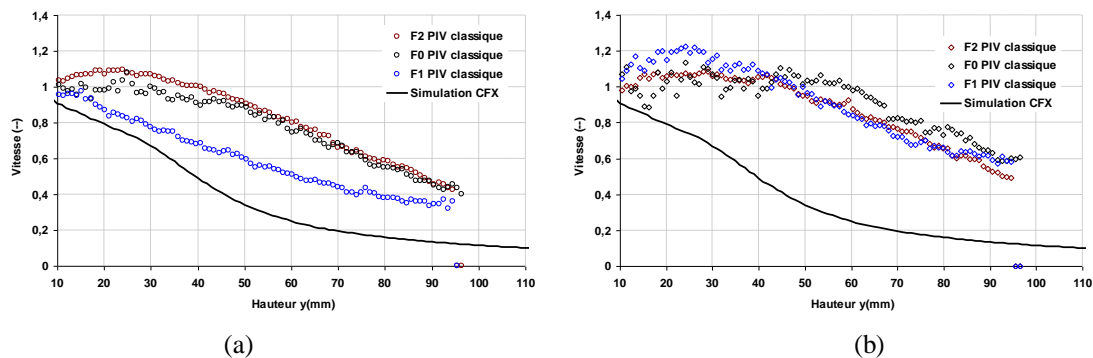 1,4
1,2
1
0,8
0,6
0,4
0,2
0
Vitesse (--)
10 20 30 40 50 60 70 80 90 100 110
Hauteur y(mm)
F2 PIV classique
F0 PIV classique
F1 PIV classique
Simulation CFX
(a)
1,4
1,2
1
0,8
0,6
0,4
0,2
0
Vitesse (--)
10 20 30 40 50 60 70 80 90 100 110
Hauteur y(mm)
F2 PIV classique
F0 PIV classique
F1 PIV classique
Simulation CFX
(b)